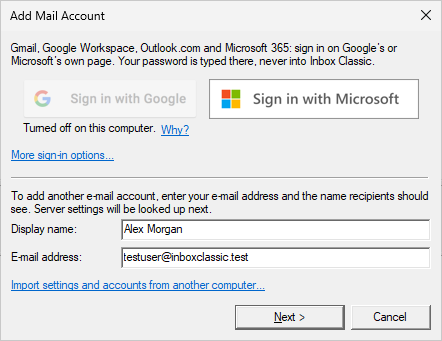 Add Mail Account
Gmail, Google Workspace, Outlook.com and Microsoft 365: sign in on Google's or
Microsoft's own page. Your password is typed there, never into Inbox Classic.
Sign in with Google
Sign in with Microsoft
Turned off on this computer. Why?
More sign-in options...
To add another e-mail account, enter your e-mail address and the name recipients should
see. Server settings will be looked up next.
Display name: Alex Morgan
E-mail address: testuser@inboxclassic.test
Import settings and accounts from another computer...
Next >
Cancel